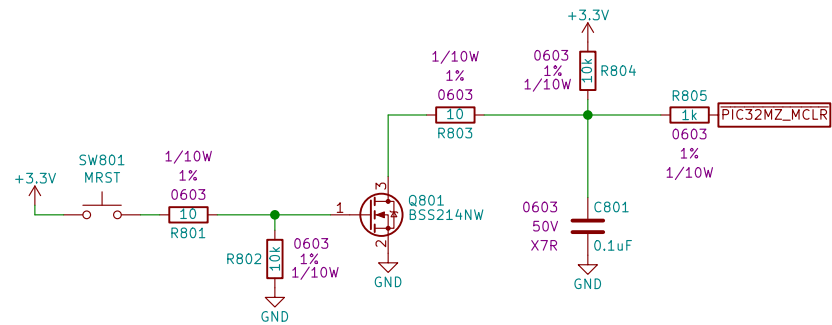 +3.3V
SW801
MRST
1/10W
1%
0603
10
R801
R802
10k
0603
1%
1/10W
GND
1
3
2
Q801
BSS214NW
GND
1/10W
1%
0603
10
R803
+3.3V
0603
1%
1/10W
10k
R804
R805
1k
0603
1%
1/10W
PIC32MZ_MCLR
0603
50V
X7R
C801
0.1uF
GND